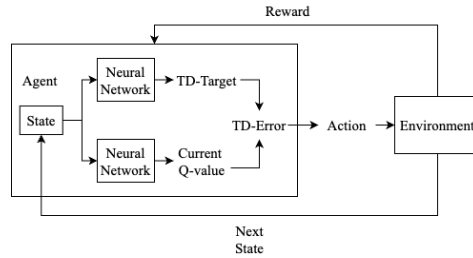 Reward
Agent
Neural
Network
TD-Target
State
TD-Error
Action
Environment
Neural
Network
Current
Q-value
Next
State